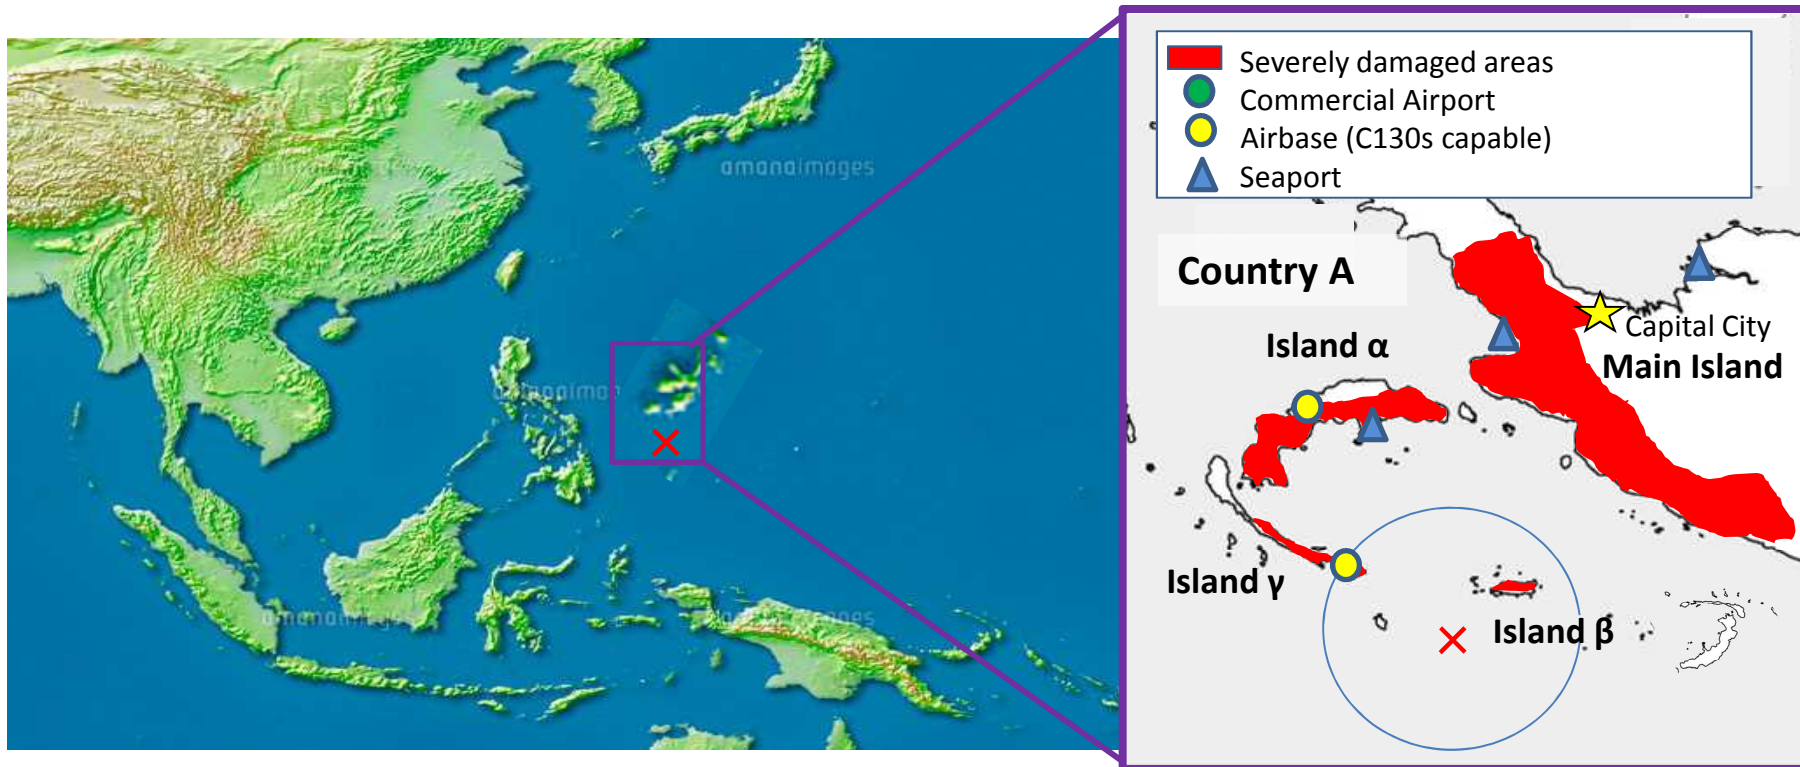 amanaimages
amanaimages
amanaimages
amanaimages
Severely damaged areas
Commercial Airport
Airbase (C130s capable)
Seaport
Country A
Capital City
Main Island
Island α
Island γ
Island β